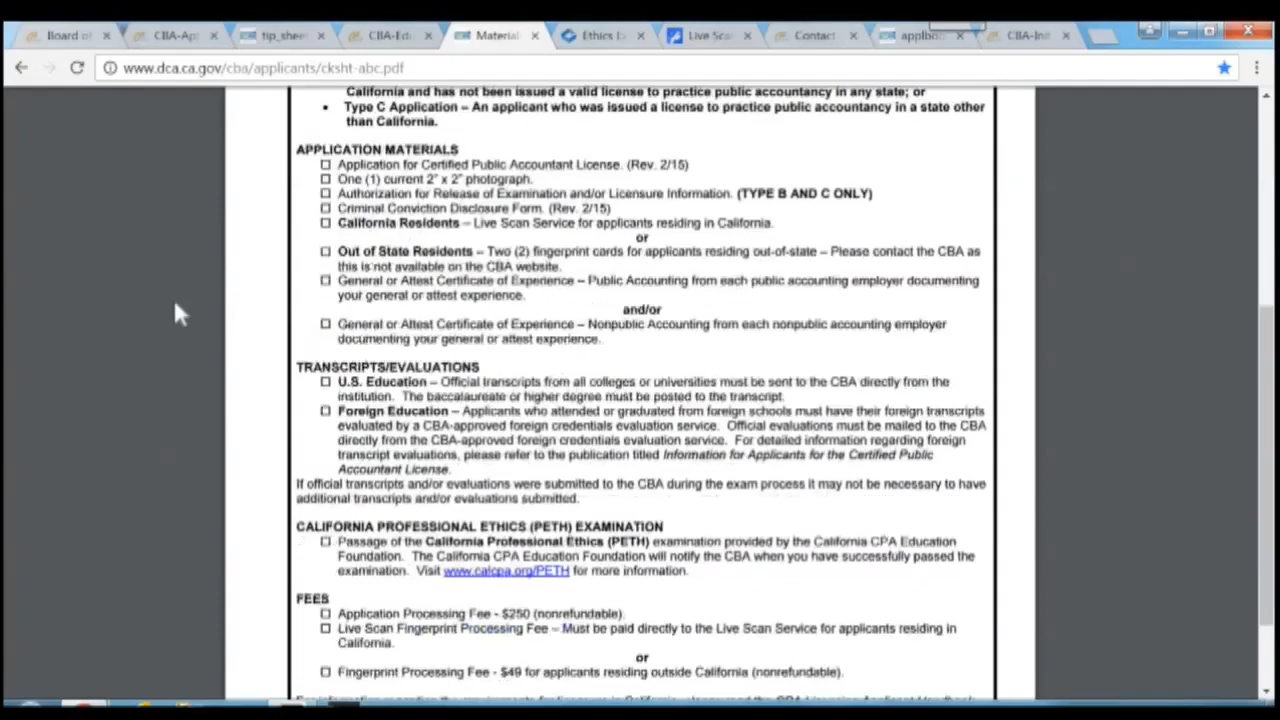 Board of
CBA-Ap
tip_shee
CBA-Edu
Material
Ethics E
Live Sca
Contact
applboo
CBA-Ini
www.dca.ca.gov/cba/applicants/cksht-abc.pdf
California and has not been issued a valid license to practice public accountancy in any state; or
• Type C Application – An applicant who was issued a license to practice public accountancy in a state other
than California.
APPLICATION MATERIALS
Application for Certified Public Accountant License. (Rev. 2/15)
One (1) current 2" x 2" photograph.
Authorization for Release of Examination and/or Licensure Information. (TYPE B AND C ONLY)
Criminal Conviction Disclosure Form. (Rev. 2/15)
California Residents – Live Scan Service for applicants residing in California.
or
Out of State Residents – Two (2) fingerprint cards for applicants residing out-of-state – Please contact the CBA as
this is not available on the CBA website.
General or Attest Certificate of Experience – Public Accounting from each public accounting employer documenting
your general or attest experience.
and/or
General or Attest Certificate of Experience – Nonpublic Accounting from each nonpublic accounting employer
documenting your general or attest experience.
TRANSCRIPTS/EVALUATIONS
U.S. Education – Official transcripts from all colleges or universities must be sent to the CBA directly from the
institution. The baccalaureate or higher degree must be posted to the transcript.
Foreign Education – Applicants who attended or graduated from foreign schools must have their foreign transcripts
evaluated by a CBA-approved foreign credentials evaluation service. Official evaluations must be mailed to the CBA
directly from the CBA-approved foreign credentials evaluation service. For detailed information regarding foreign
transcript evaluations, please refer to the publication titled Information for Applicants for the Certified Public
Accountant License.
If official transcripts and/or evaluations were submitted to the CBA during the exam process it may not be necessary to have
additional transcripts and/or evaluations submitted.
CALIFORNIA PROFESSIONAL ETHICS (PETH) EXAMINATION
Passage of the California Professional Ethics (PETH) examination provided by the California CPA Education
Foundation. The California CPA Education Foundation will notify the CBA when you have successfully passed the
examination. Visit www.calcpa.org/PETH for more information.
FEES
Application Processing Fee - $250 (nonrefundable).
Live Scan Fingerprint Processing Fee – Must be paid directly to the Live Scan Service for applicants residing in
California.
or
Fingerprint Processing Fee - $49 for applicants residing outside California (nonrefundable).